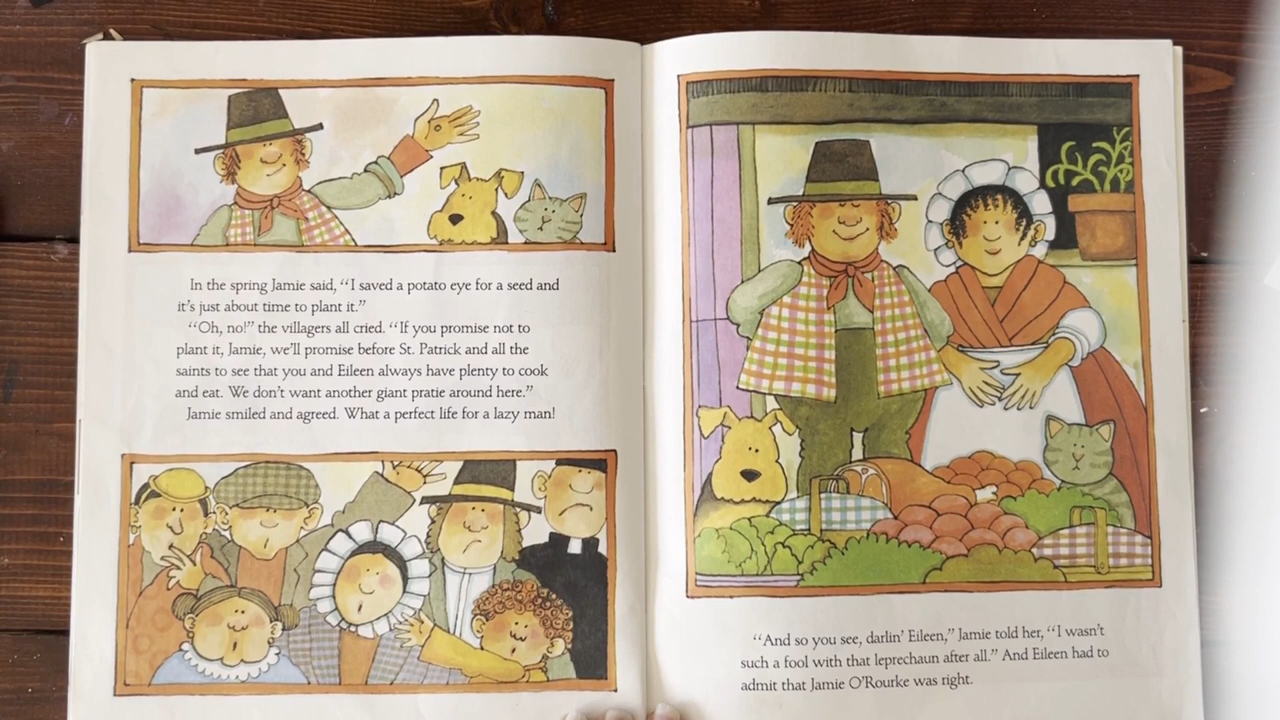 In the spring Jamie said, “I saved a potato eye for a seed and
it's just about time to plant it.”
“Oh, no!” the villagers all cried. “If you promise not to
plant it, Jamie, we'll promise before St. Patrick and all the
saints to see that you and Eileen always have plenty to cook
and eat. We don't want another giant pratie around here.”
Jamie smiled and agreed. What a perfect life for a lazy man!
“And so you see, darlin' Eileen,” Jamie told her, “I wasn't
such a fool with that leprechaun after all.” And Eileen had to
admit that Jamie O'Rourke was right.